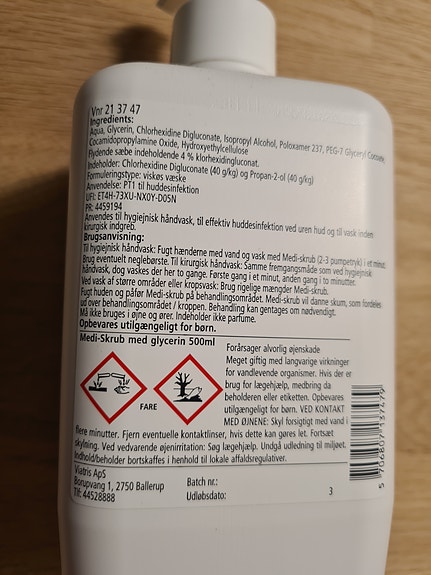 Vnr 21 37 47
Ingredients:
Aqua, Glycerin, Chlorhexidine Digluconate, Isopropyl Alcohol, Poloxamer 237, PEG-7 Glyceryl Cocoate,
Cocamidopropylamine Oxide, Hydroxyethylcellulose
Flydende sæbe indeholdende 4 % klorhexidingluconat.
Indeholder: Chlorhexidine Digluconate (40 g/kg) og Propan-2-ol (40 g/kg)
Formuleringstype: viskøs væske
Anvendelse: PT1 til huddesinfektion
UFI: ET4H-73XU-NX0Y-D05N
PR: 4459194
Anvendes til hygiejnisk håndvask, til effektiv huddesinfektion ved uren hud og til vask inden
kirurgisk indgreb.
Brugsanvisning:
Til hygiejnisk håndvask: Fugt hænderne med vand og vask med Medi-skrub (2-3 pumpetryk) i et minut.
Brug eventuelt neglebørste. Til kirurgisk håndvask: Samme fremgangsmåde som ved hygiejnisk
håndvask, dog vaskes der her to gange. Første gang i et minut, anden gang i to minutter.
Ved vask af større områder eller kropsvask: Brug rigelige mængder Medi-skrub.
Fugt huden og påfør Medi-skrub på behandlingsområdet. Medi-skrub vil danne skum, som fordeles
ud over behandlingsområdet / kroppen. Behandling kan gentages om nødvendigt.
Må ikke bruges i øjne og ører. Indeholder ikke parfume.
Opbevares utilgængeligt for børn.
Medi-Skrub med glycerin 500ml
FARE
Forårsager alvorlig øjenskade
Meget giftig med langvarige virkninger
for vandlevende organismer. Hvis der er
brug for lægehjælp, medbring da
beholderen eller etiketten. Opbevares
utilgængeligt for børn. VED KONTAKT
MED ØJNENE: Skyl forsigtigt med vand i
flere minutter. Fjern eventuelle kontaktlinser, hvis dette kan gøres let. Fortsæt
skylning. Ved vedvarende øjenirritation: Søg lægehjælp. Undgå udledning til miljøet.
Indhold/beholder bortskaffes i henhold til lokale affaldsregulativer.
Viatris ApS
Borupvang 1, 2750 Ballerup
Tlf: 44528888
Batch nr.:
Udløbsdato:
3
5 706807 137479